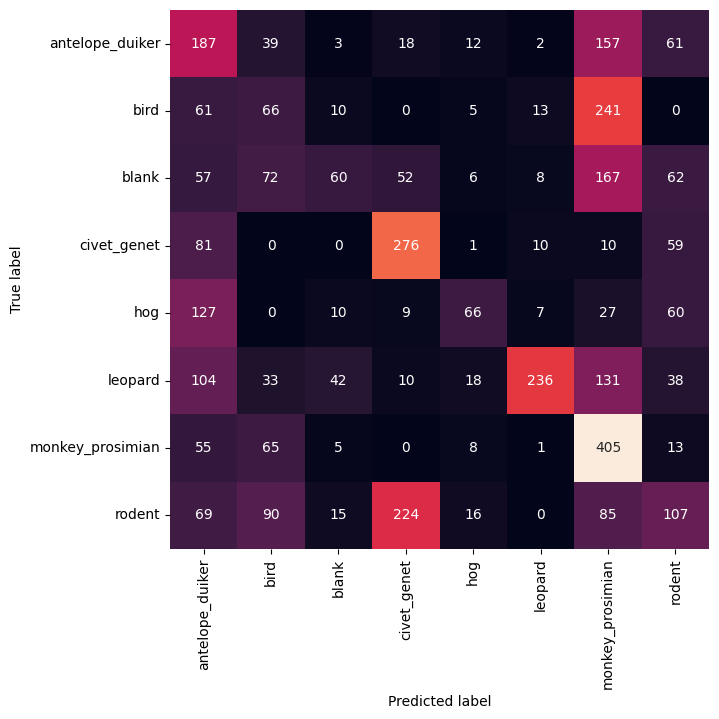 antelope_duiker 187 39 3 18 12 2 157 61
bird 61 66 10 0 5 13 241 0
blank 57 72 60 52 6 8 167 62
civet_genet 81 0 0 276 1 10 10 59
hog 127 0 10 9 66 7 27 60
leopard 104 33 42 10 18 236 131 38
monkey_prosimian 55 65 5 0 8 1 405 13
rodent 69 90 15 224 16 0 85 107
True label
antelope_duiker
bird
blank
civet_genet
hog
leopard
monkey_prosimian
rodent
Predicted label